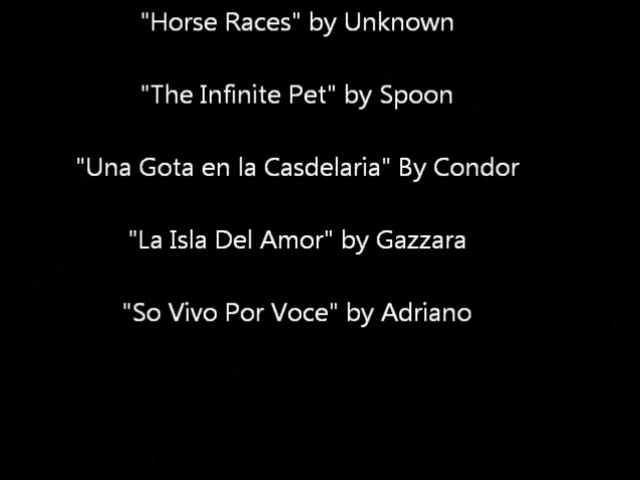 "Horse Races" by Unknown
"The Infinite Pet" by Spoon
"Una Gota en la Casdelaria" By Condor
"La Isla Del Amor" by Gazzara
"So Vivo Por Voce" by Adriano